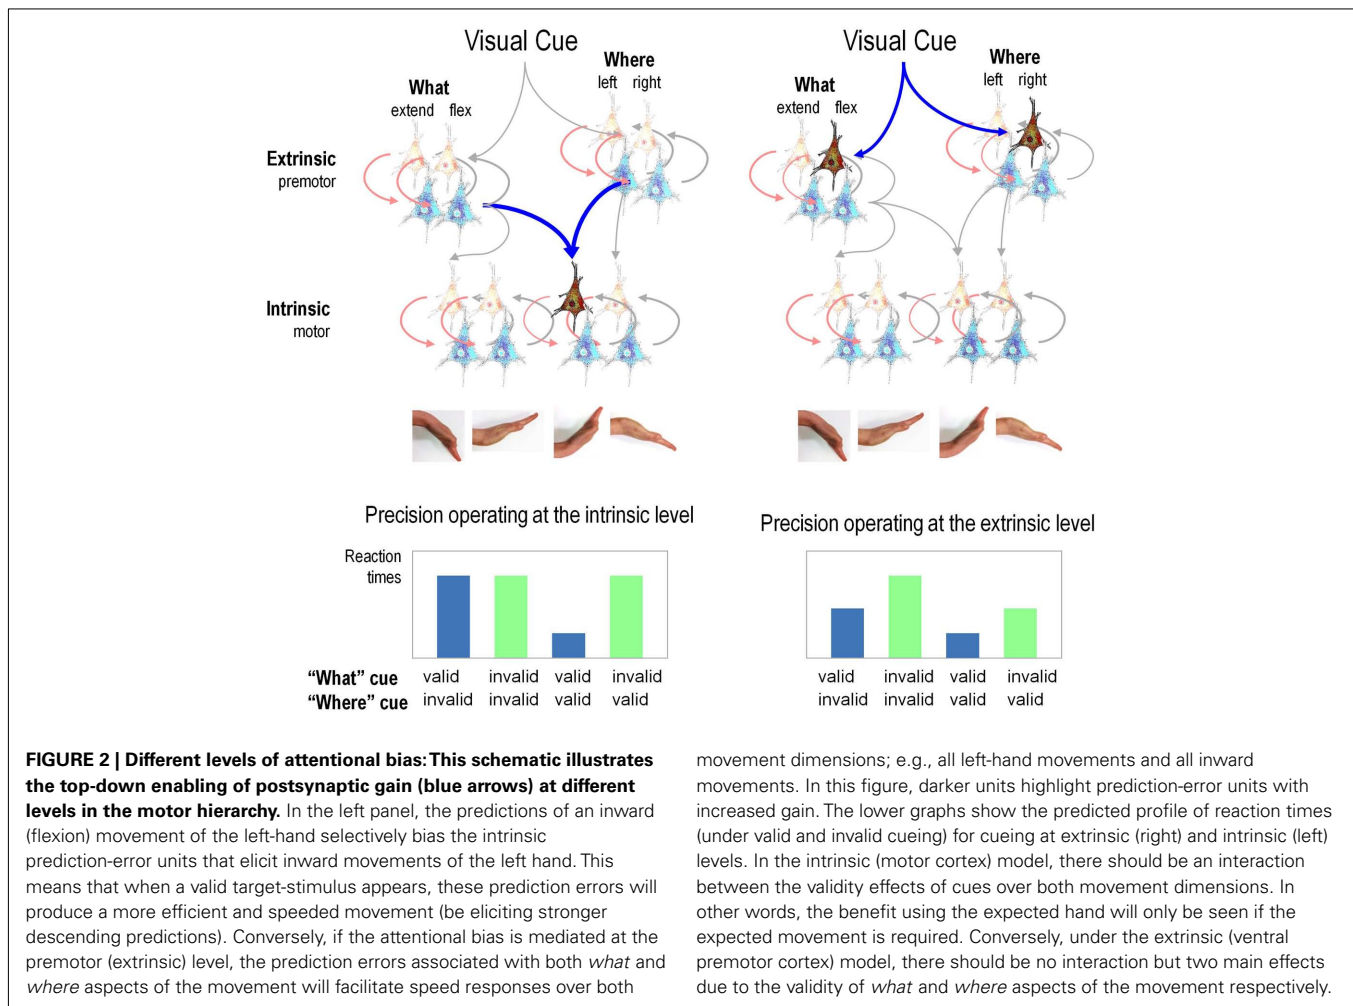 Visual Cue
What
extend flex
Where
left right
Extrinsic
premotor
Intrinsic
motor
Visual Cue
What
extend flex
Where
left right
Precision operating at the intrinsic level
Reaction
times
“What” cue valid invalid valid invalid
“Where” cue invalid invalid valid valid
Precision operating at the extrinsic level
valid invalid valid invalid
invalid invalid valid valid
FIGURE 2 | Different levels of attentional bias: This schematic illustrates
the top-down enabling of postsynaptic gain (blue arrows) at different
levels in the motor hierarchy. In the left panel, the predictions of an inward
(flexion) movement of the left-hand selectively bias the intrinsic
prediction-error units that elicit inward movements of the left hand. This
means that when a valid target-stimulus appears, these prediction errors will
produce a more efficient and speeded movement (be eliciting stronger
descending predictions). Conversely, if the attentional bias is mediated at the
premotor (extrinsic) level, the prediction errors associated with both what and
where aspects of the movement will facilitate speed responses over both
movement dimensions; e.g., all left-hand movements and all inward
movements. In this figure, darker units highlight prediction-error units with
increased gain. The lower graphs show the predicted profile of reaction times
(under valid and invalid cueing) for cueing at extrinsic (right) and intrinsic (left)
levels. In the intrinsic (motor cortex) model, there should be an interaction
between the validity effects of cues over both movement dimensions. In
other words, the benefit using the expected hand will only be seen if the
expected movement is required. Conversely, under the extrinsic (ventral
premotor cortex) model, there should be no interaction but two main effects
due to the validity of what and where aspects of the movement respectively.